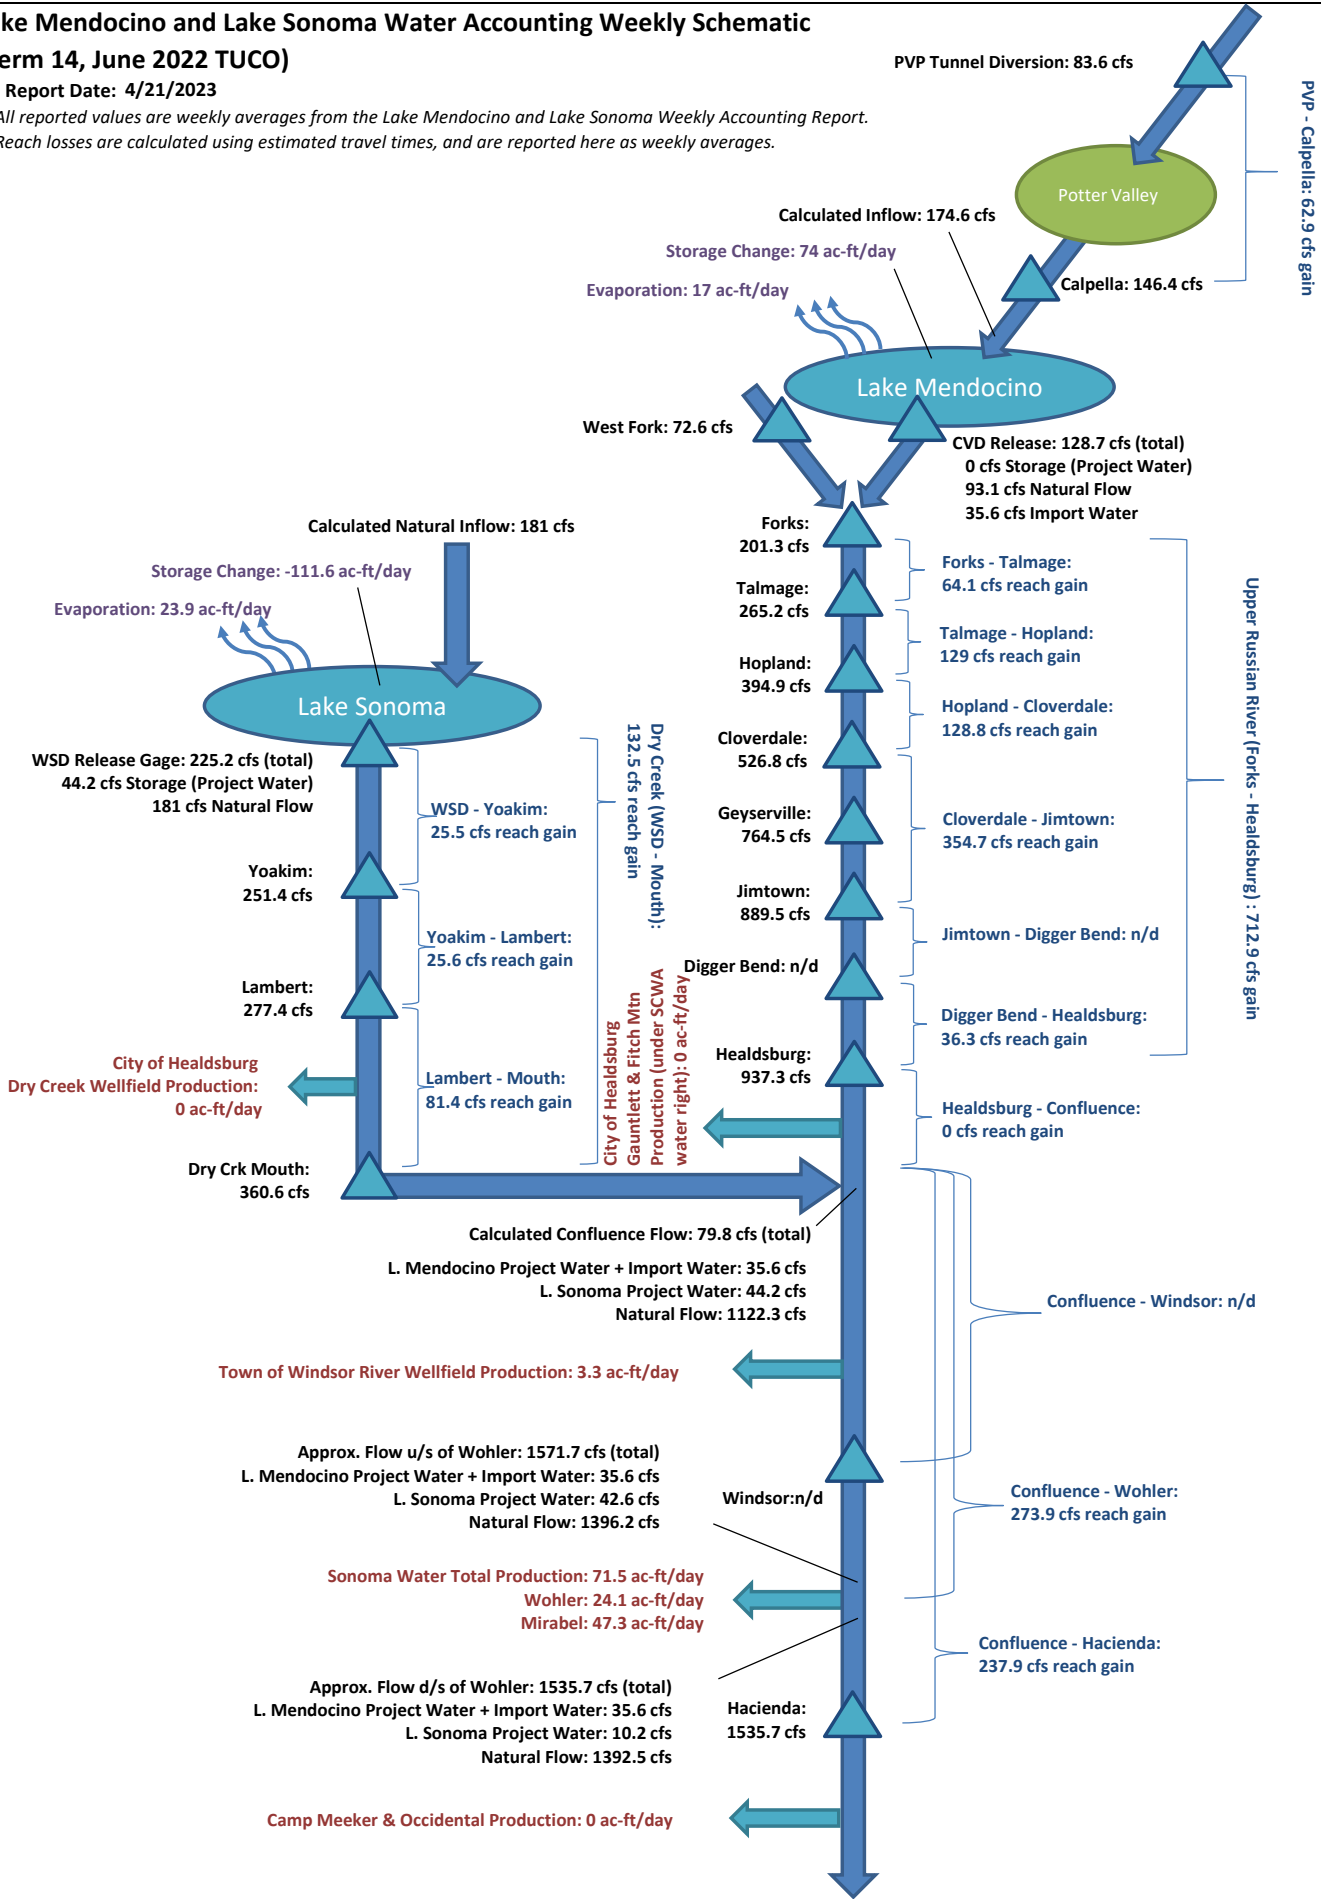 ke Mendocino and Lake Sonoma Water Accounting Weekly Schematic
erm 14, June 2022 TUCO)
Report Date: 4/21/2023
All reported values are weekly averages from the Lake Mendocino and Lake Sonoma Weekly Accounting Report.
Reach losses are calculated using estimated travel times, and are reported here as weekly averages.
PVP Tunnel Diversion: 83.6 cfs
PVP - Calpella: 62.9 cfs gain
Potter Valley
Calculated Inflow: 174.6 cfs
Storage Change: 74 ac-ft/day
Evaporation: 17 ac-ft/day
Calpella: 146.4 cfs
Lake Mendocino
West Fork: 72.6 cfs
CVD Release: 128.7 cfs (total)
0 cfs Storage (Project Water)
93.1 cfs Natural Flow
35.6 cfs Import Water
Calculated Natural Inflow: 181 cfs
Storage Change: -111.6 ac-ft/day
Evaporation: 23.9 ac-ft/day
Lake Sonoma
WSD Release Gage: 225.2 cfs (total)
44.2 cfs Storage (Project Water)
181 cfs Natural Flow
WSD - Yoakim:
25.5 cfs reach gain
Yoakim:
251.4 cfs
Yoakim - Lambert:
25.6 cfs reach gain
Lambert:
277.4 cfs
City of Healdsburg
Dry Creek Wellfield Production:
0 ac-ft/day
Lambert - Mouth:
81.4 cfs reach gain
Dry Crk Mouth:
360.6 cfs
Dry Creek (WSD - Mouth):
132.5 cfs reach gain
Forks:
201.3 cfs
Forks - Talmage:
64.1 cfs reach gain
Talmage:
265.2 cfs
Talmage - Hopland:
129 cfs reach gain
Hopland:
394.9 cfs
Hopland - Cloverdale:
128.8 cfs reach gain
Cloverdale:
526.8 cfs
Geyserville:
764.5 cfs
Cloverdale - Jimtown:
354.7 cfs reach gain
Jimtown:
889.5 cfs
Jimtown - Digger Bend: n/d
Digger Bend: n/d
Digger Bend - Healdsburg:
36.3 cfs reach gain
Healdsburg:
937.3 cfs
Upper Russian River (Forks - Healdsburg) : 712.9 cfs gain
City of Healdsburg
Gauntlett & Fitch Mtn
Production (under SCWA
water right): 0 ac-ft/day
Healdsburg - Confluence:
0 cfs reach gain
Calculated Confluence Flow: 79.8 cfs (total)
L. Mendocino Project Water + Import Water: 35.6 cfs
L. Sonoma Project Water: 44.2 cfs
Natural Flow: 1122.3 cfs
Confluence - Windsor: n/d
Town of Windsor River Wellfield Production: 3.3 ac-ft/day
Approx. Flow u/s of Wohler: 1571.7 cfs (total)
L. Mendocino Project Water + Import Water: 35.6 cfs
L. Sonoma Project Water: 42.6 cfs
Natural Flow: 1396.2 cfs
Windsor:n/d
Confluence - Wohler:
273.9 cfs reach gain
Sonoma Water Total Production: 71.5 ac-ft/day
Wohler: 24.1 ac-ft/day
Mirabel: 47.3 ac-ft/day
Confluence - Hacienda:
237.9 cfs reach gain
Approx. Flow d/s of Wohler: 1535.7 cfs (total)
L. Mendocino Project Water + Import Water: 35.6 cfs
L. Sonoma Project Water: 10.2 cfs
Natural Flow: 1392.5 cfs
Hacienda:
1535.7 cfs
Camp Meeker & Occidental Production: 0 ac-ft/day